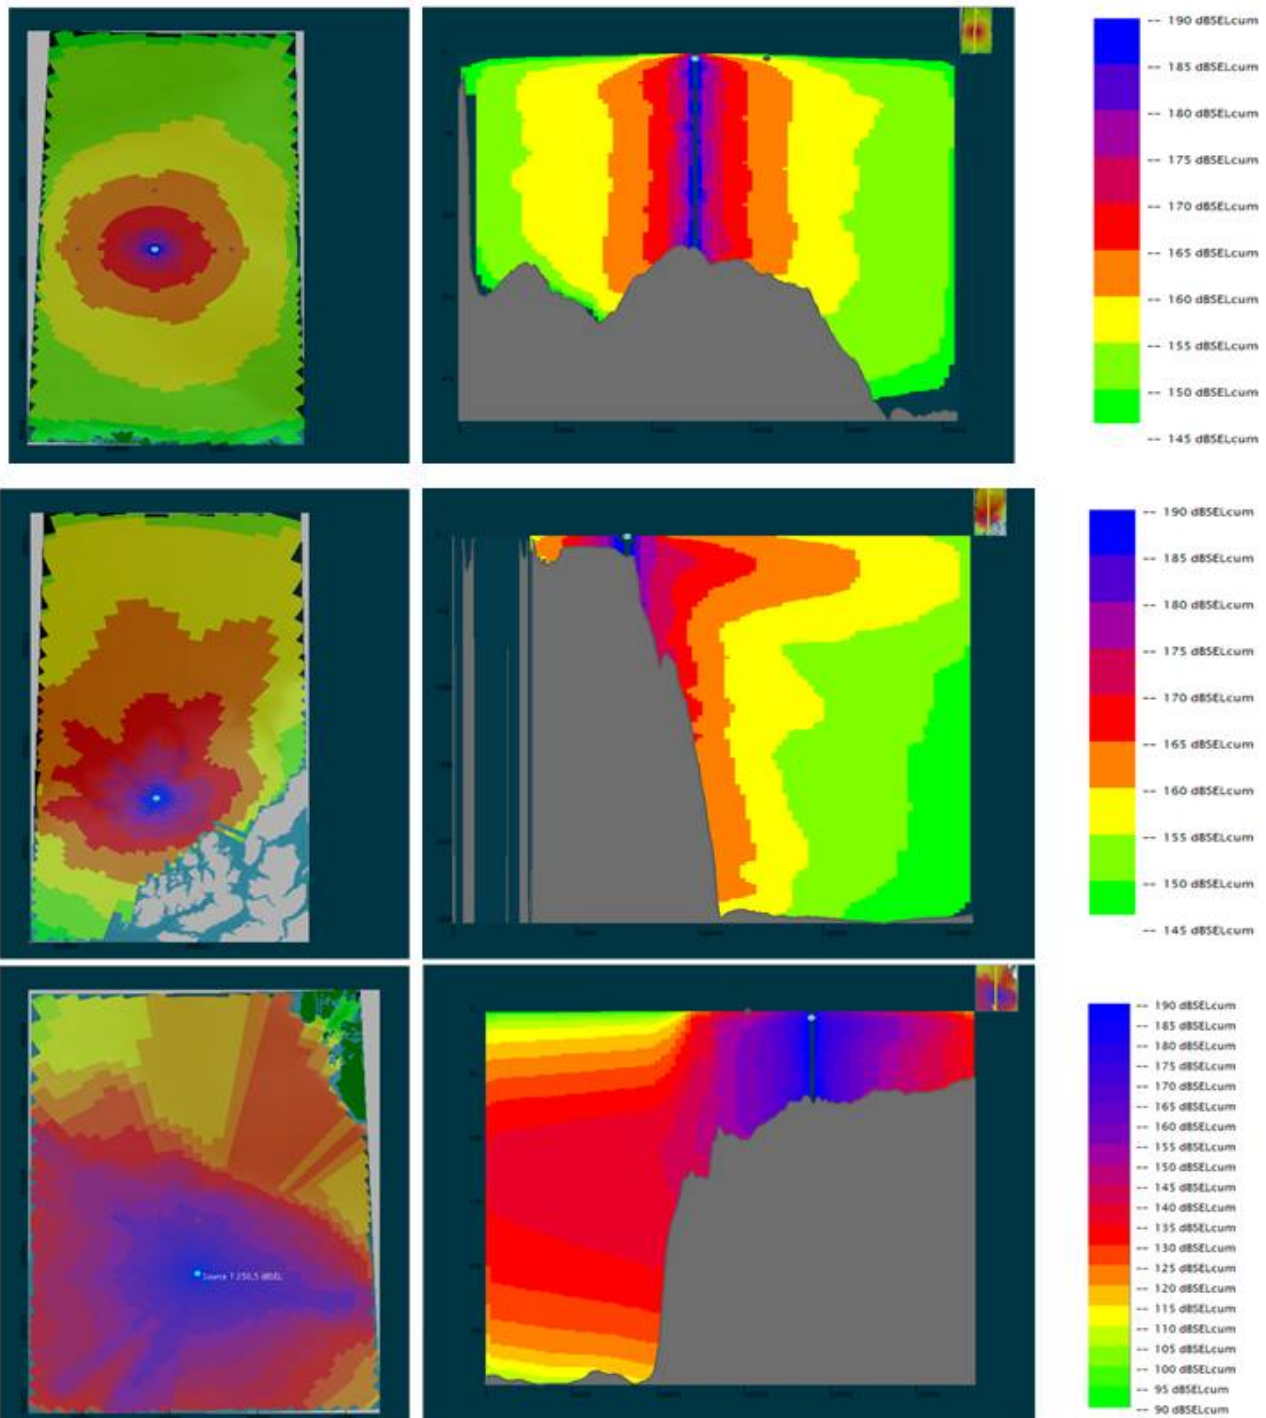 -- 190 dBSELcum
-- 185 dBSELcum
-- 180 dBSELcum
-- 175 dBSELcum
-- 170 dBSELcum
-- 165 dBSELcum
-- 160 dBSELcum
-- 155 dBSELcum
-- 150 dBSELcum
-- 145 dBSELcum
-- 190 dBSELcum
-- 185 dBSELcum
-- 180 dBSELcum
-- 175 dBSELcum
-- 170 dBSELcum
-- 165 dBSELcum
-- 160 dBSELcum
-- 155 dBSELcum
-- 150 dBSELcum
-- 145 dBSELcum
Source
-- 190 dBSELcum
-- 185 dBSELcum
-- 180 dBSELcum
-- 175 dBSELcum
-- 170 dBSELcum
-- 165 dBSELcum
-- 160 dBSELcum
-- 155 dBSELcum
-- 150 dBSELcum
-- 145 dBSELcum
-- 140 dBSELcum
-- 135 dBSELcum
-- 130 dBSELcum
-- 125 dBSELcum
-- 120 dBSELcum
-- 115 dBSELcum
-- 110 dBSELcum
-- 105 dBSELcum
-- 100 dBSELcum
-- 95 dBSELcum
-- 90 dBSELcum